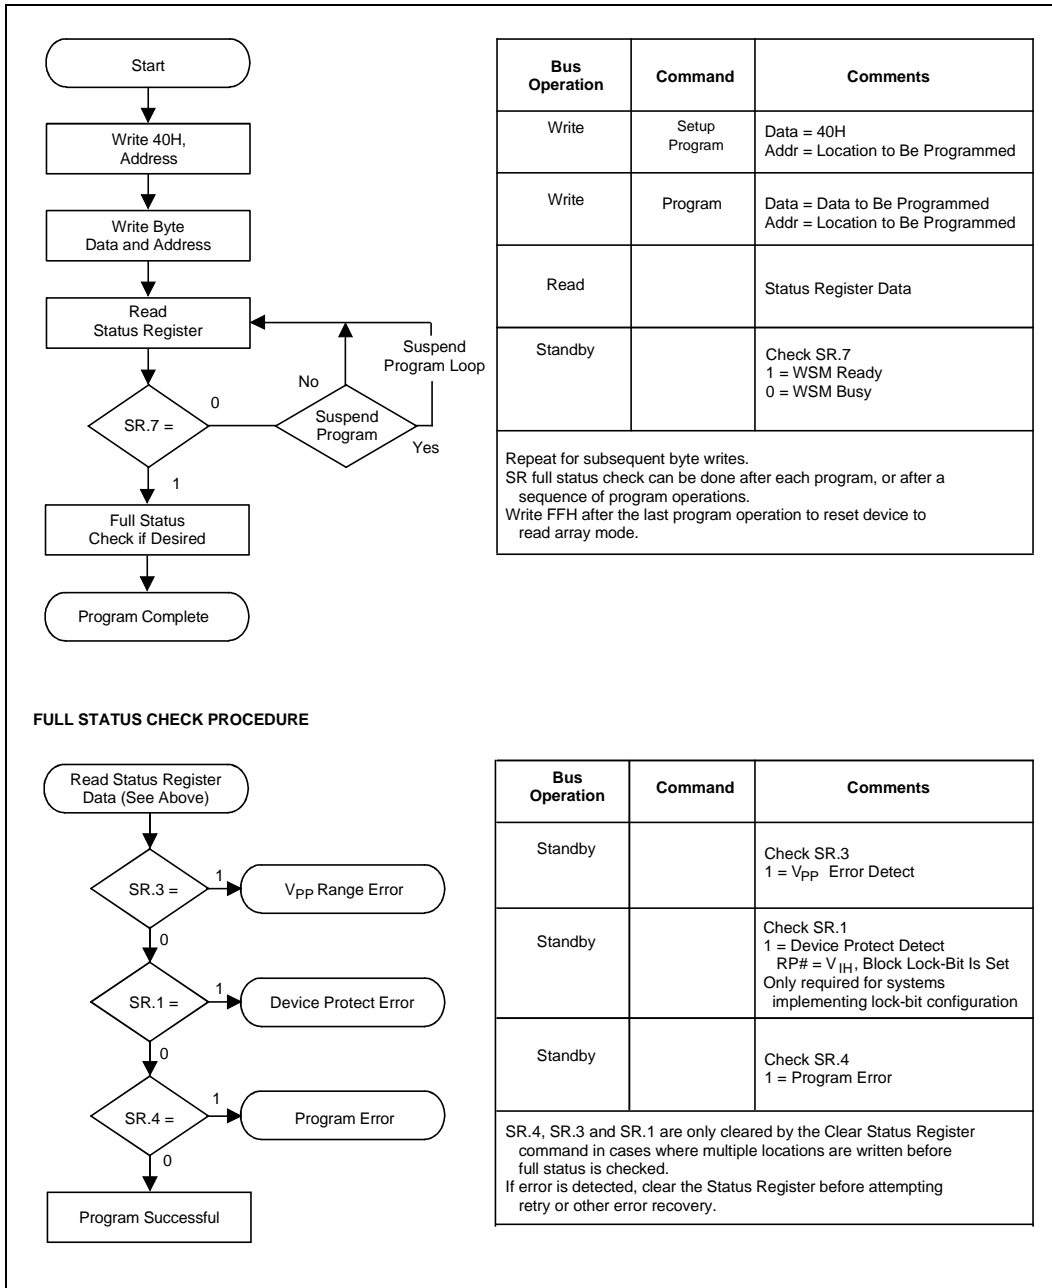 Start
Write 40H,
Address
Write Byte
Data and Address
Read
Status Register
SR.7 =
0
1
No
Suspend
Program
Yes
Suspend
Program Loop
Full Status
Check if Desired
Program Complete
Bus
Operation
Command
Comments
Write
Setup
Program
Data = 40H
Addr = Location to Be Programmed
Write
Program
Data = Data to Be Programmed
Addr = Location to Be Programmed
Read
Status Register Data
Standby
Check SR.7
1 = WSM Ready
0 = WSM Busy
Repeat for subsequent byte writes.
SR full status check can be done after each program, or after a
sequence of program operations.
Write FFH after the last program operation to reset device to
read array mode.
FULL STATUS CHECK PROCEDURE
Read Status Register
Data (See Above)
SR.3 =
1
VPP Range Error
0
SR.1 =
1
Device Protect Error
0
SR.4 =
1
Program Error
0
Program Successful
Bus
Operation
Command
Comments
Standby
Check SR.3
1 = VPP Error Detect
Standby
Check SR.1
1 = Device Protect Detect
RP# = VIH, Block Lock-Bit Is Set
Only required for systems
implementing lock-bit configuration
Standby
Check SR.4
1 = Program Error
SR.4, SR.3 and SR.1 are only cleared by the Clear Status Register
command in cases where multiple locations are written before
full status is checked.
If error is detected, clear the Status Register before attempting
retry or other error recovery.